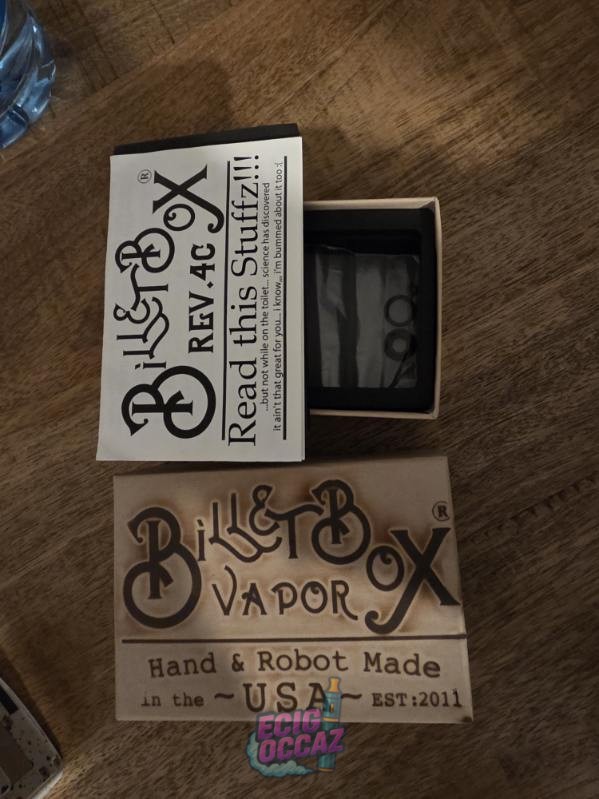 BilletBox®
REV.4C
Read this Stuffz!!!
...but not while on the toilet... science has discovered
it ain't that great for you... i know,,, i'm bummed about it too :(
BilletBox®
VAPOR
Hand & Robot Made
in the ~USA~ EST:2011
ECIG
OCCAZ